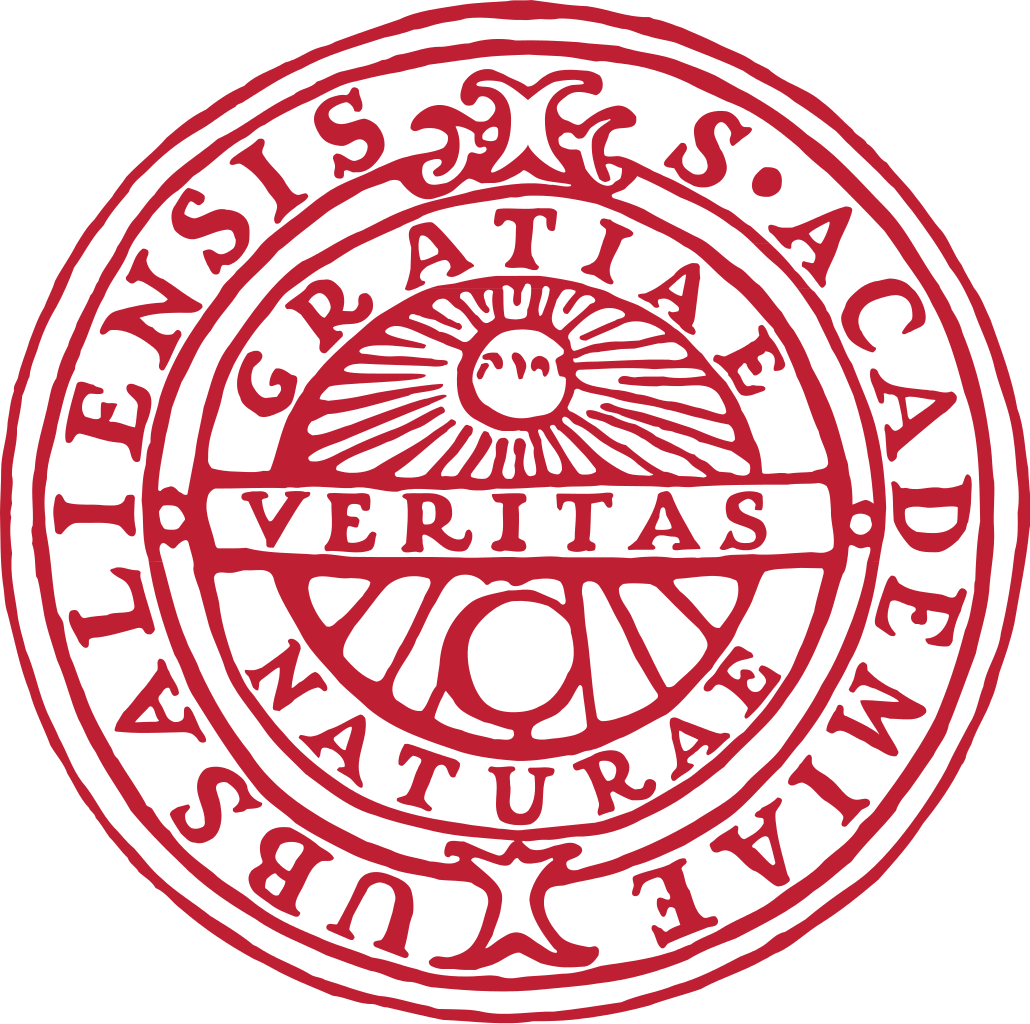 S· ACADEMIAE
UBSALIENSIS
GRATIAE
VERITAS
NATURAE